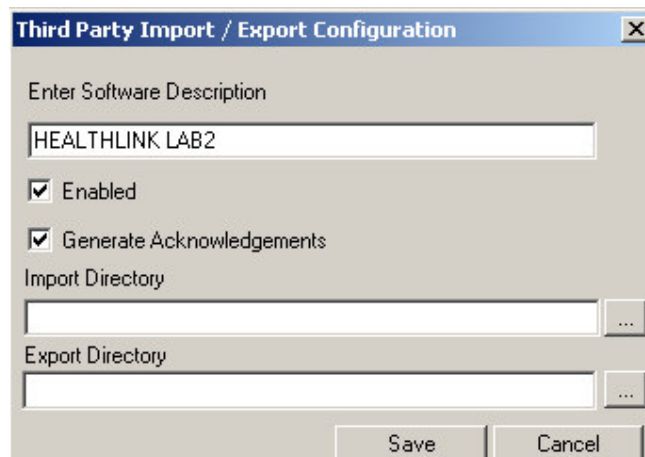 Third Party Import / Export Configuration
Enter Software Description
HEALTHLINK LAB2
Enabled
Generate Acknowledgements
Import Directory
...
Export Directory
...
Save Cancel